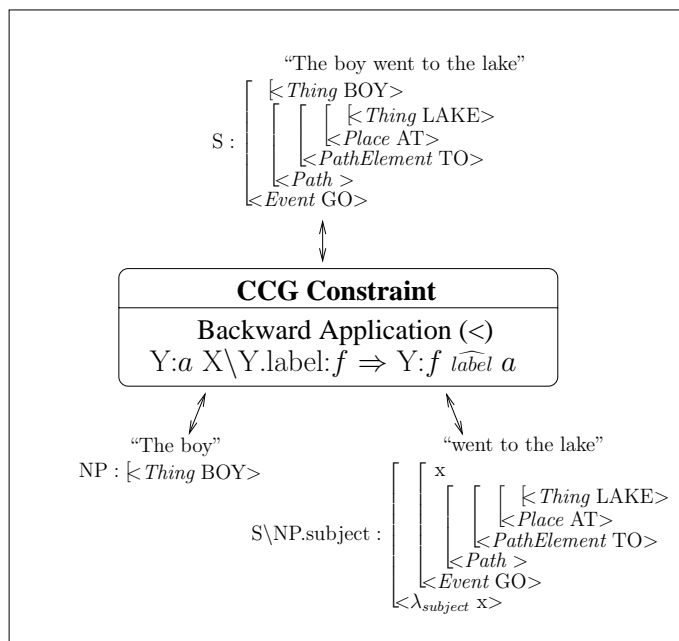 “The boy went to the lake”
<Thing BOY>
<Thing LAKE>
S :
<Place AT>
<PathElement TO>
<Path >
<Event GO>
CCG Constraint
Backward Application (<)
Y:a X\Y.label:f ⇒ Y:f label a
“The boy”
NP : <Thing BOY>
“went to the lake”
x
<Thing LAKE>
<Place AT>
S\NP.subject :
<PathElement TO>
<Path >
<Event GO>
<λsubject x>